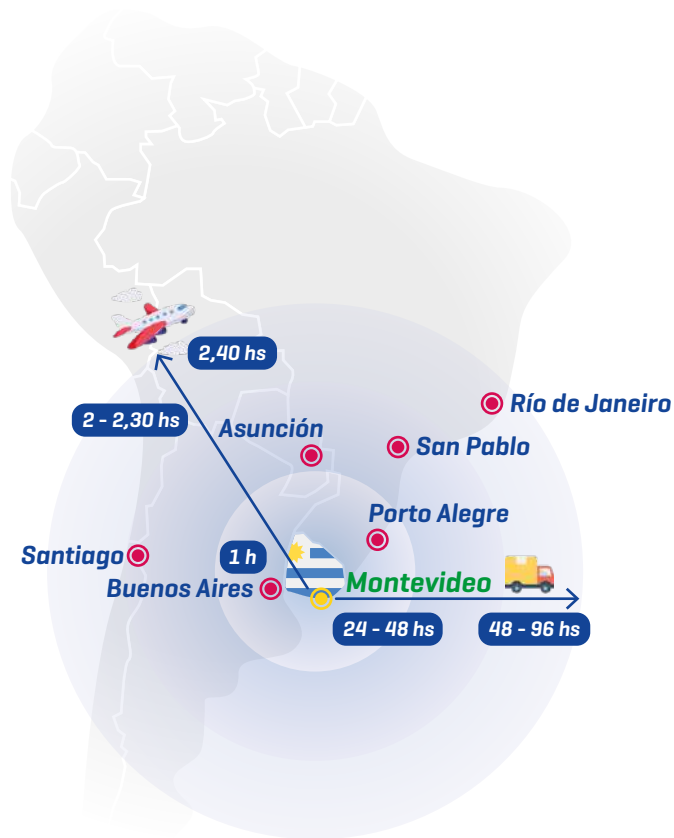 2,40 hs
Río de Janeiro
2 - 2,30 hs
Asunción
San Pablo
Porto Alegre
Santiago
1 h
Buenos Aires
Montevideo
24 - 48 hs
48 - 96 hs